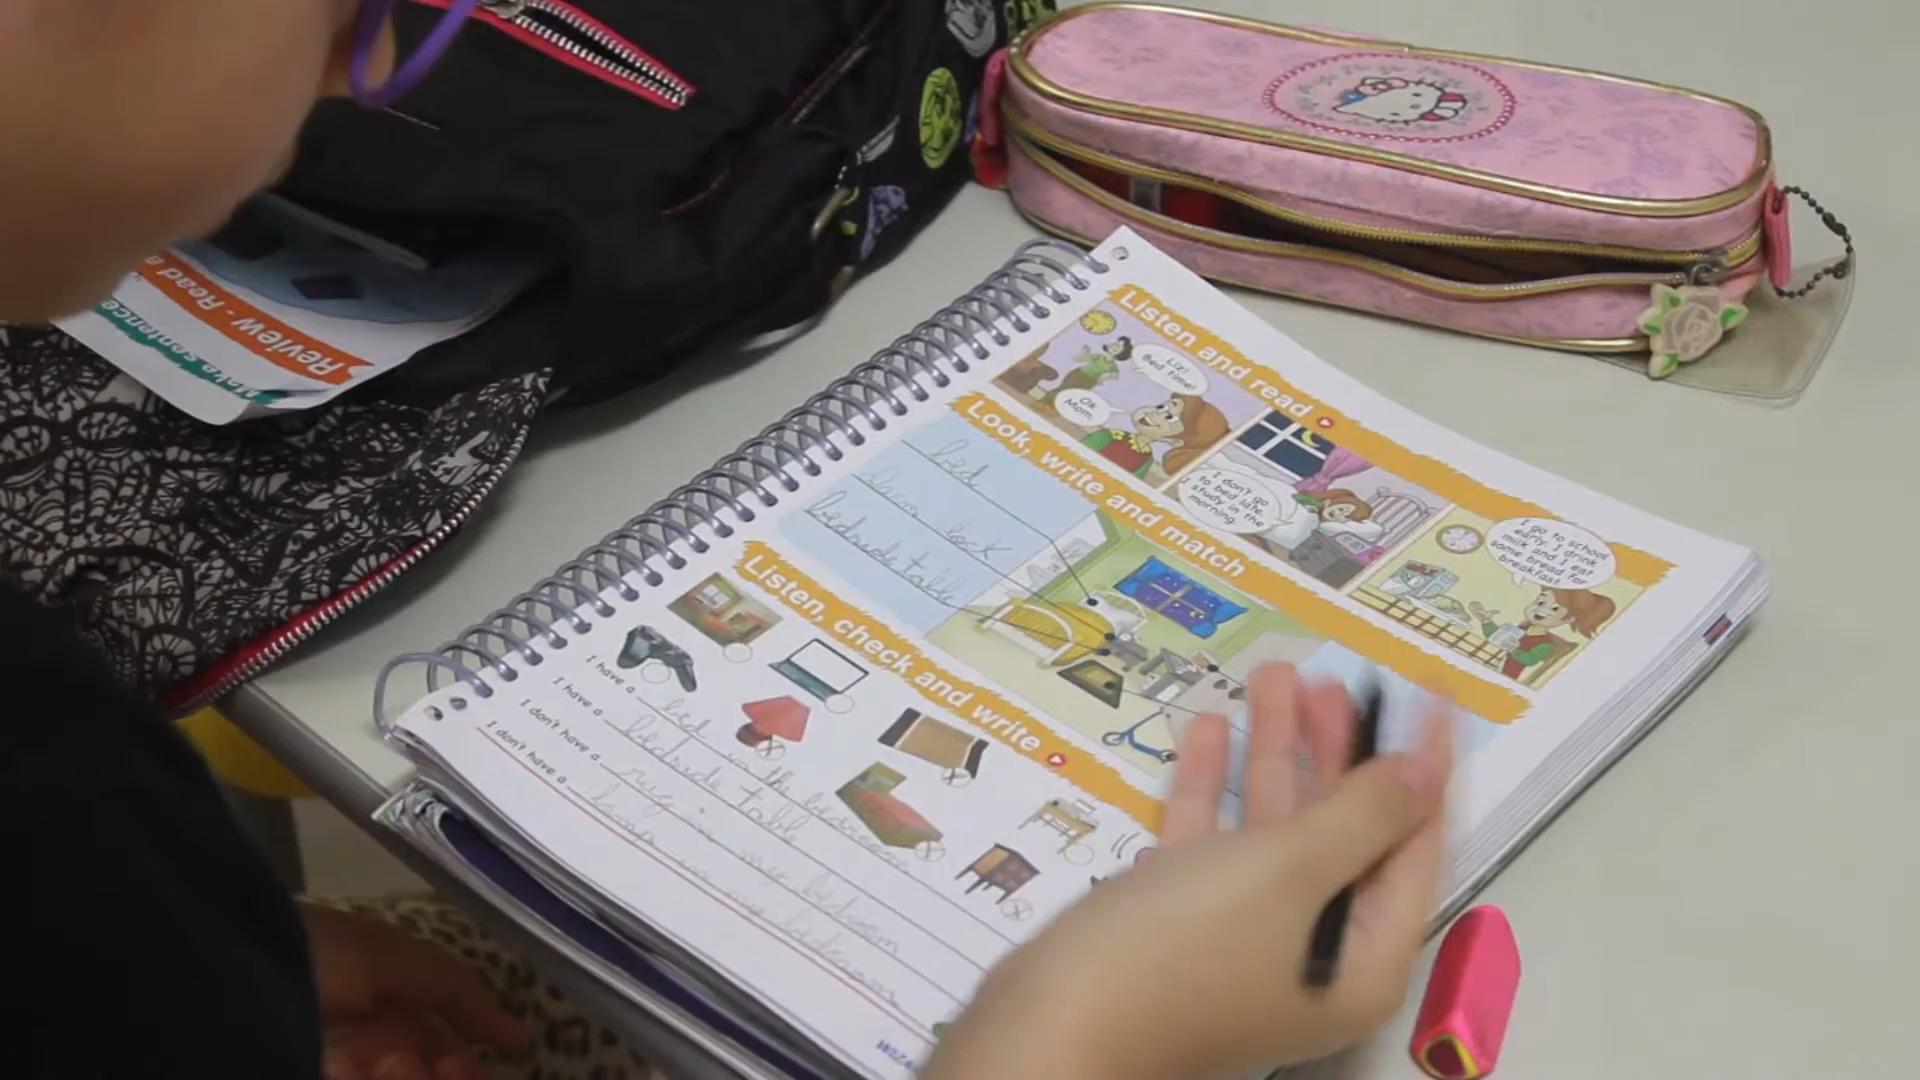 Listen and read
Liz!
Bed time!
Ok
Mom.
I don't go
to bed late.
I study in the
morning.
I go to school
early. I drink
milk and I eat
some bread for
breakfast.
Look, write and match
bed
lock
bedside table
Listen, check and write
I have a bed in the bedroom
I have a bedside table
I don't have a rug in my bedroom
I don't have a lamp in my bedroom
Review - Read a
Make sentence